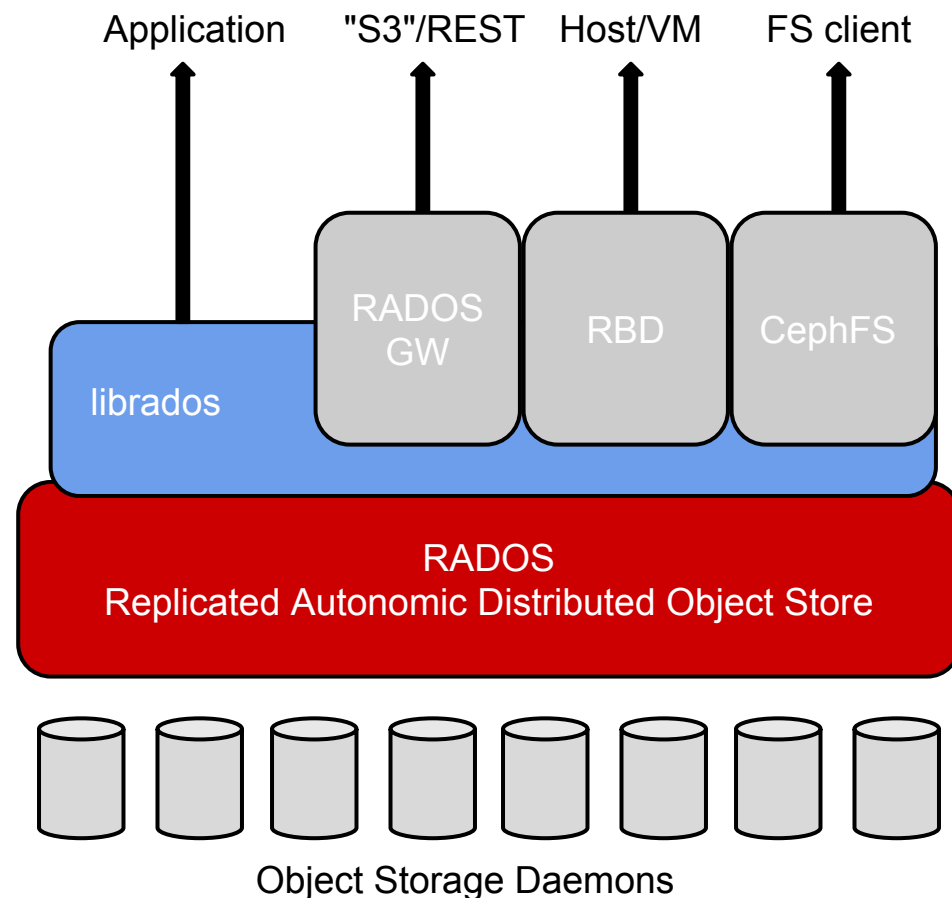 Application "S3"/REST Host/VM FS client
RADOS
GW
RBD
CephFS
librados
RADOS
Replicated Autonomic Distributed Object Store
Object Storage Daemons